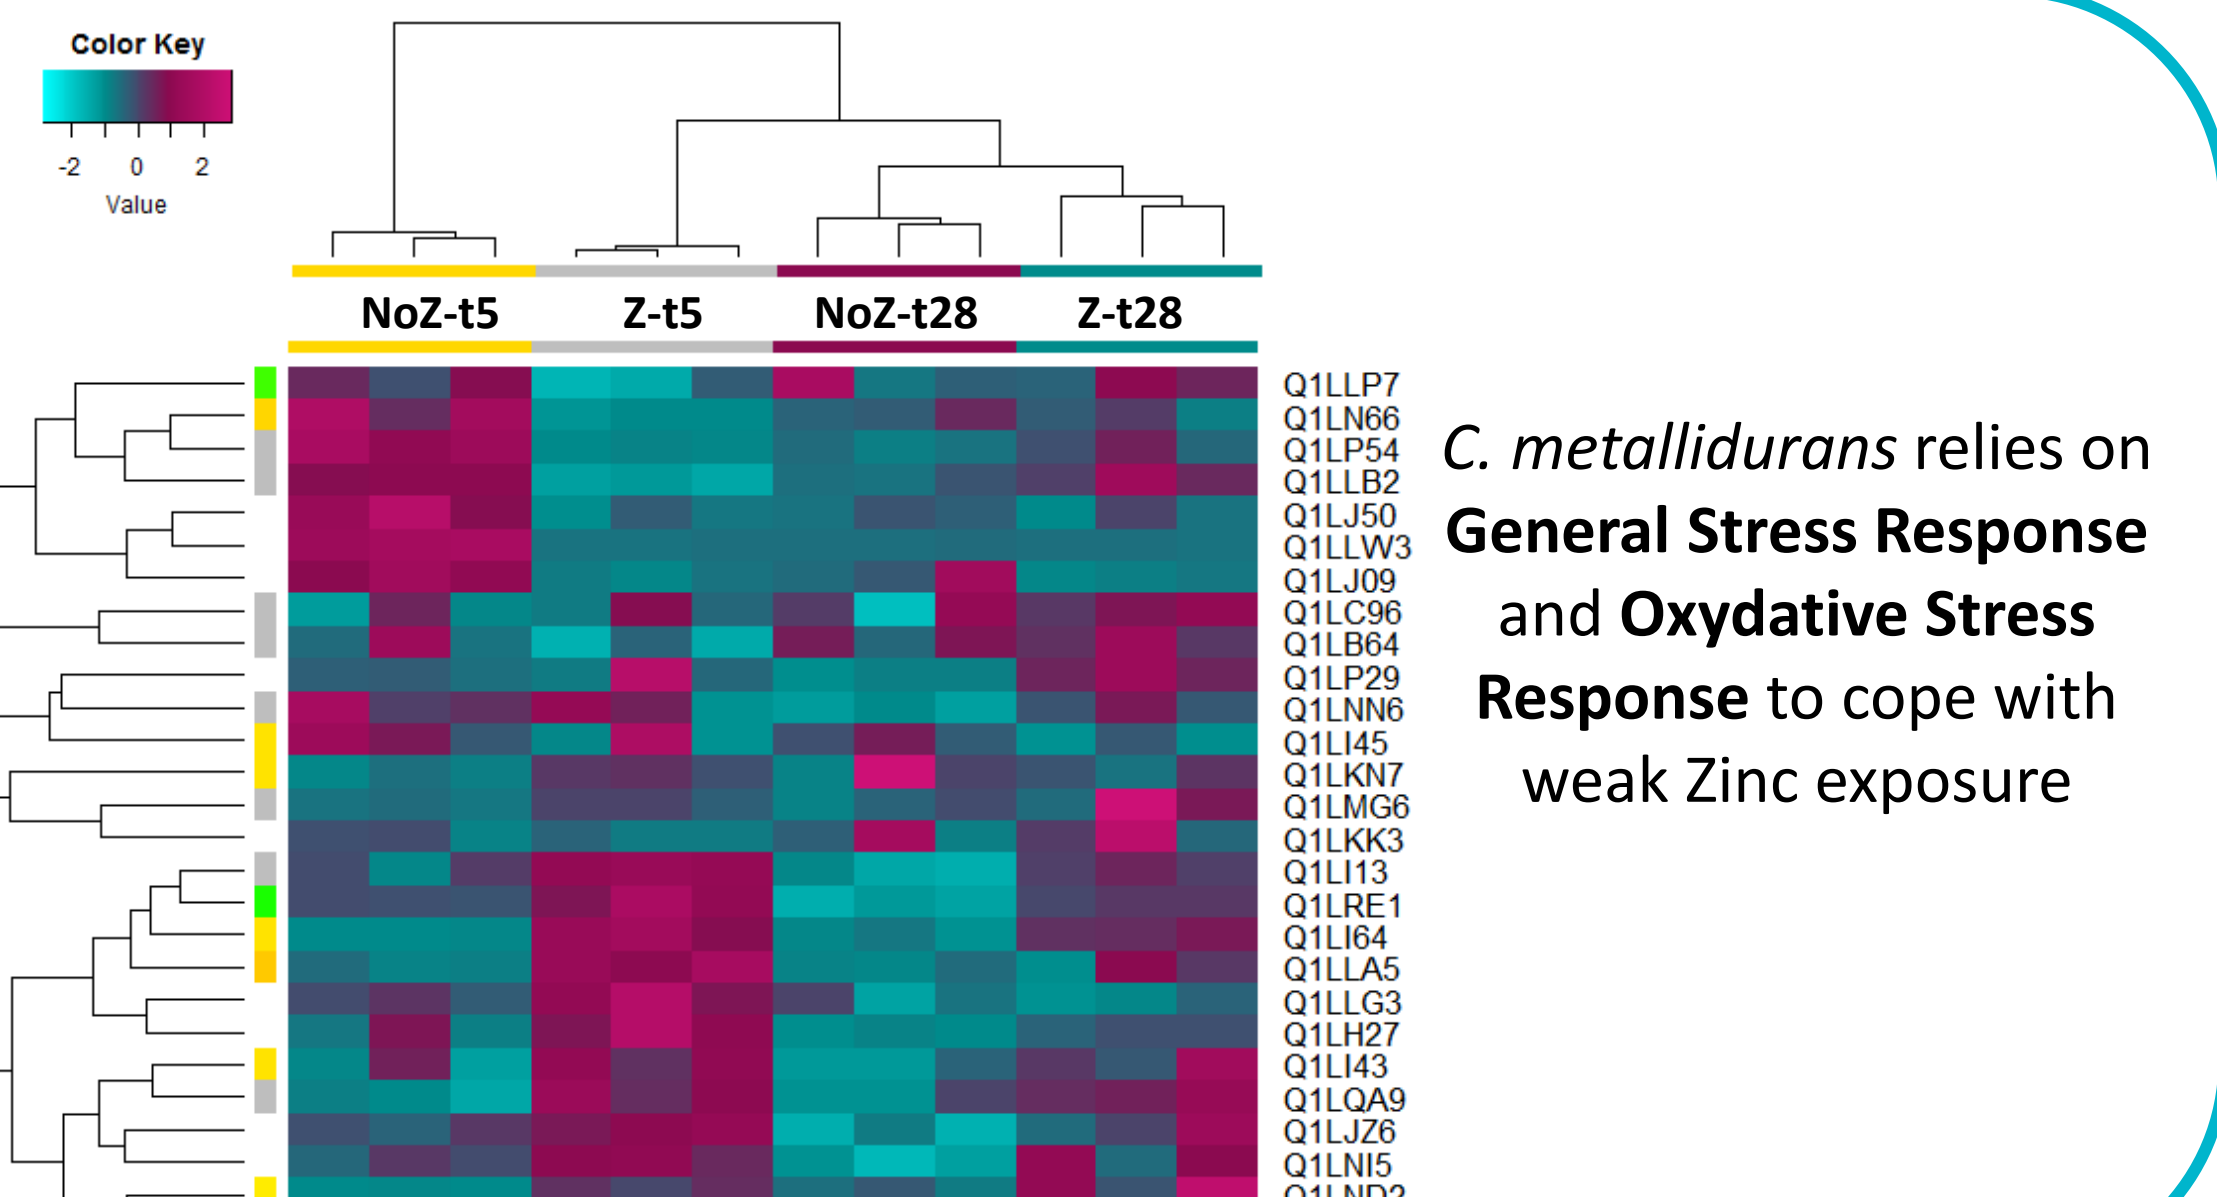 Color Key
-2 0 2
Value
NoZ-t5 Z-t5 NoZ-t28 Z-t28
Q1LLP7
Q1LN66
Q1LP54
Q1LLB2
Q1LJ50
Q1LLW3
Q1LJ09
Q1LC96
Q1LB64
Q1LP29
Q1LNN6
Q1LI45
Q1LKN7
Q1LMG6
Q1LKK3
Q1LI13
Q1LRE1
Q1LI64
Q1LLA5
Q1LLG3
Q1LH27
Q1LI43
Q1LQA9
Q1LJZ6
Q1LNI5
C. metallidurans relies on
General Stress Response
and Oxydative Stress
Response to cope with
weak Zinc exposure